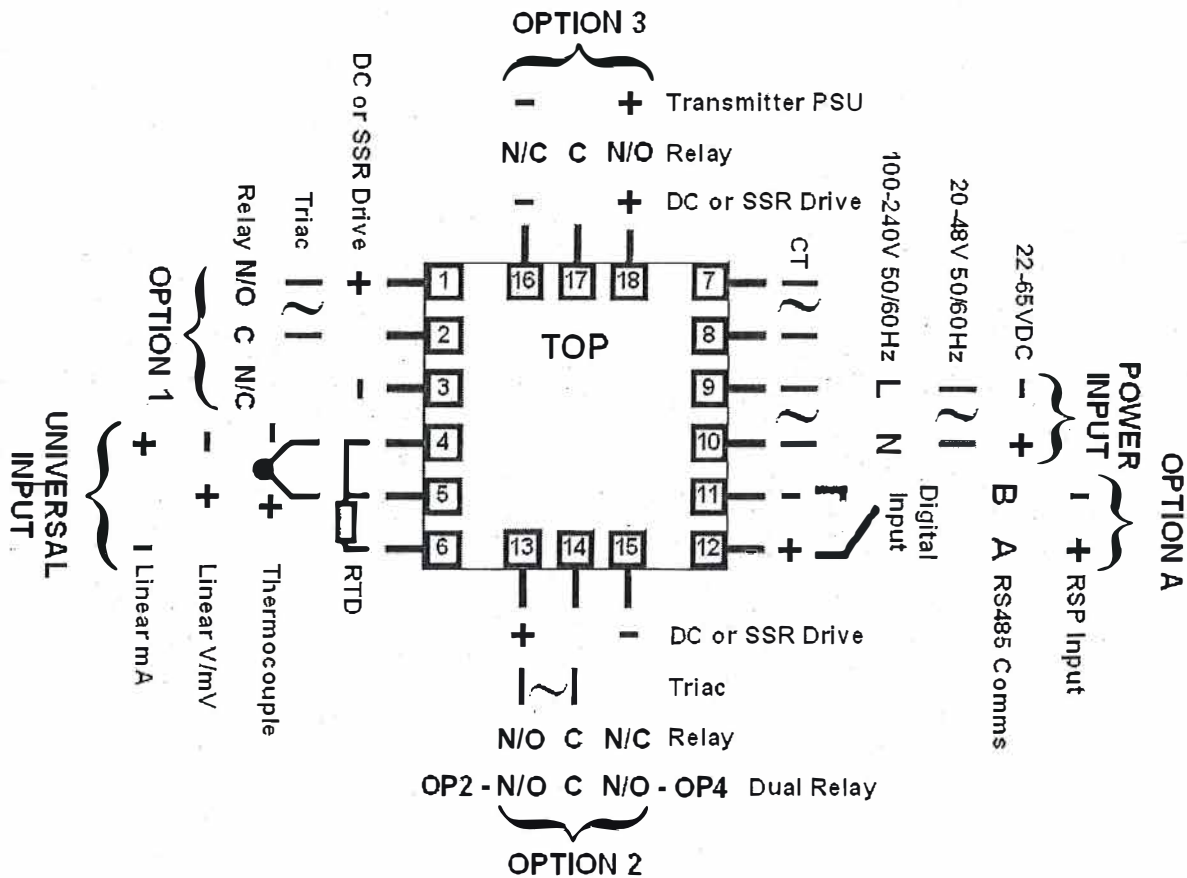 OPTION 3
- + Transmitter PSU
N/C C N/O Relay
- + DC or SSR Drive
DC or SSR Drive + -
Triac
Relay N/O C N/C
OPTION 1
16 17 18
1
2
3
4
5
6
TOP
7
8
9
10
11
12
13 14 15
CT
100-240V 50/60Hz L N
20-48V 50/60Hz
22-65VDC - +
POWER
INPUT
- +
Digital
Input
B A RS485 Comms
- + RSP Input
OPTION A
RTD
- + Thermocouple
- + Linear V/mV
+ - Linear mA
UNIVERSAL
INPUT
+ - DC or SSR Drive
Triac
N/O C N/C Relay
OP2 - N/O C N/O - OP4 Dual Relay
OPTION 2